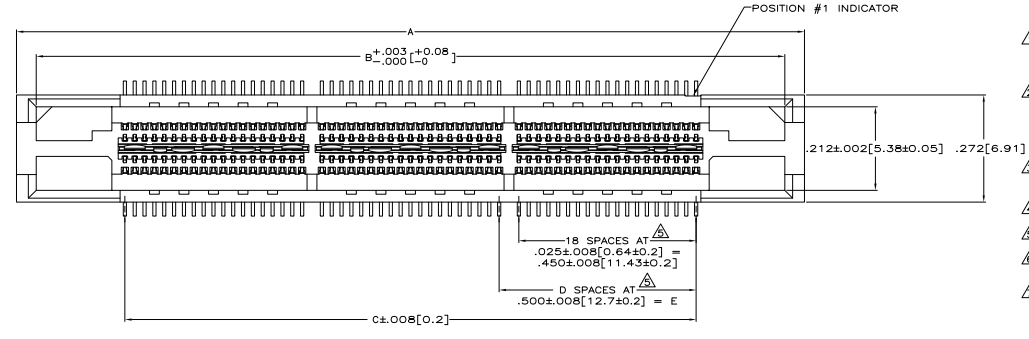 POSITION #1 INDICATOR
A
B +.003 [+0.08
-.000 [-0 ]
.212±.002[5.38±0.05]
.272[6.91]
18 SPACES AT 5
.025±.008[0.64±0.2] =
.450±.008[11.43±0.2]
D SPACES AT 5
.500±.008[12.7±0.2] = E
C±.008[0.2]